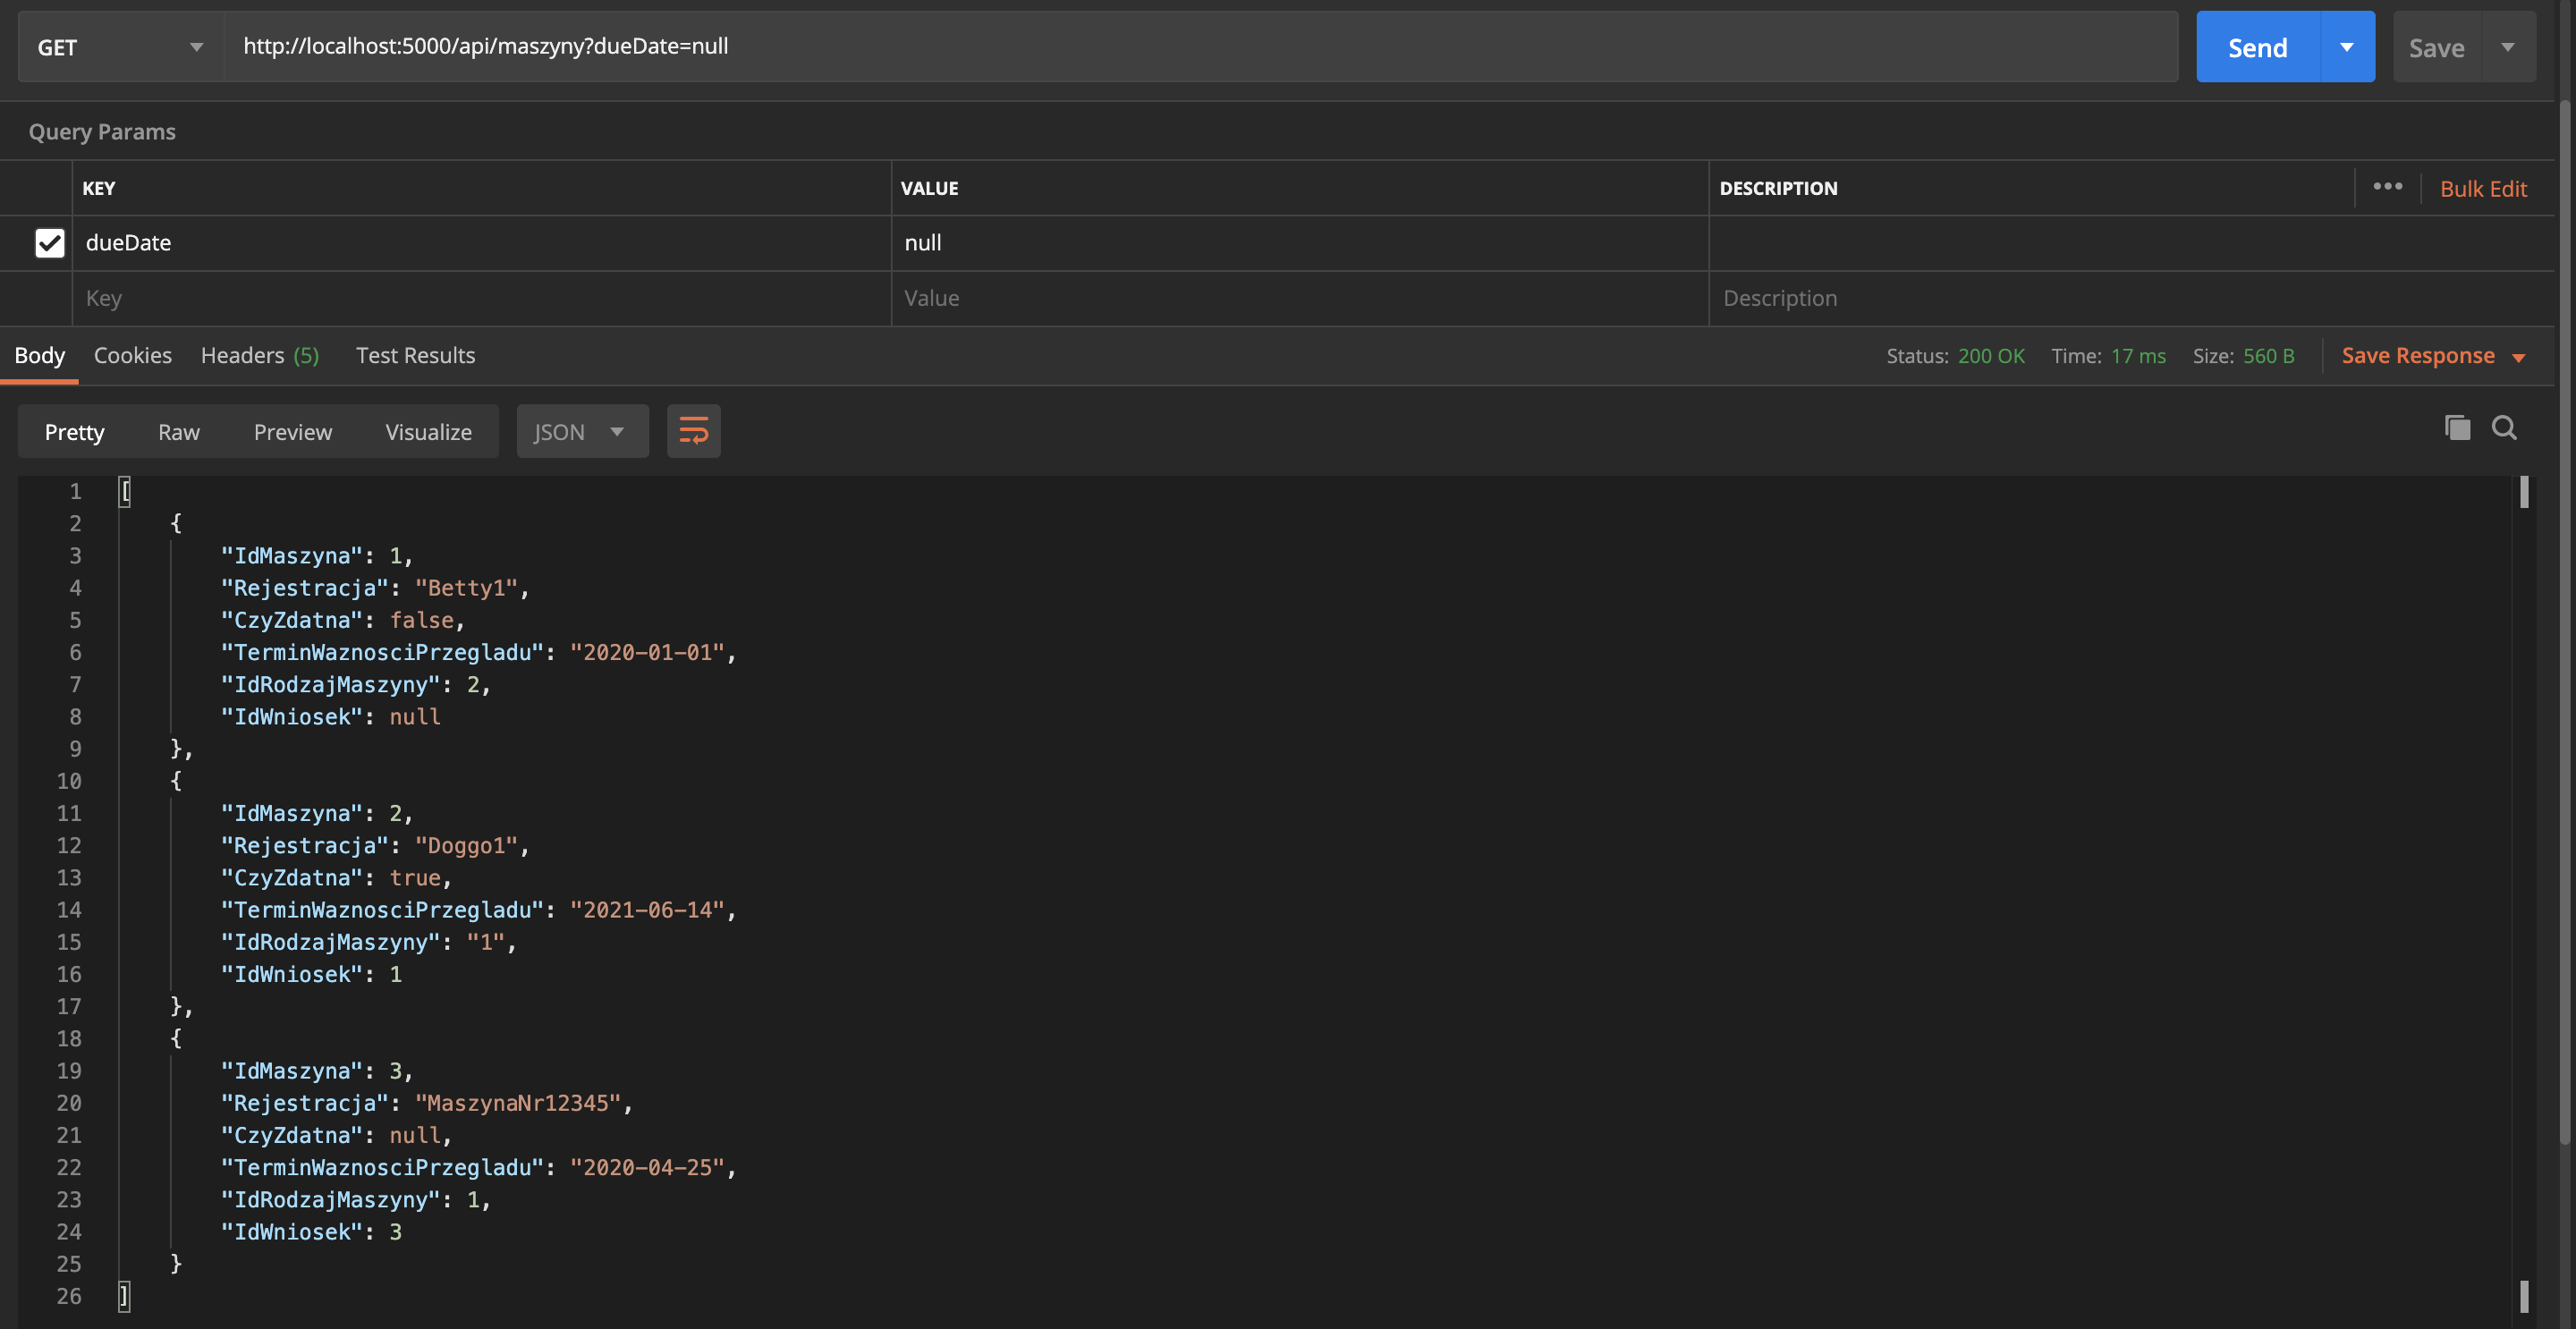 GET http://localhost:5000/api/maszyny?dueDate=null Send Save
Query Params
KEY VALUE DESCRIPTION ••• Bulk Edit
dueDate null
Key Value Description
Body Cookies Headers (5) Test Results Status: 200 OK Time: 17 ms Size: 560 B Save Response
Pretty Raw Preview Visualize JSON
1 [
2 {
3 "IdMaszyna": 1,
4 "Rejestracja": "Betty1",
5 "CzyZdatna": false,
6 "TerminWaznosciPrzegladu": "2020-01-01",
7 "IdRodzajMaszyny": 2,
8 "IdWniosek": null
9 },
10 {
11 "IdMaszyna": 2,
12 "Rejestracja": "Doggo1",
13 "CzyZdatna": true,
14 "TerminWaznosciPrzegladu": "2021-06-14",
15 "IdRodzajMaszyny": "1",
16 "IdWniosek": 1
17 },
18 {
19 "IdMaszyna": 3,
20 "Rejestracja": "MaszynaNr12345",
21 "CzyZdatna": null,
22 "TerminWaznosciPrzegladu": "2020-04-25",
23 "IdRodzajMaszyny": 1,
24 "IdWniosek": 3
25 }
26 ]